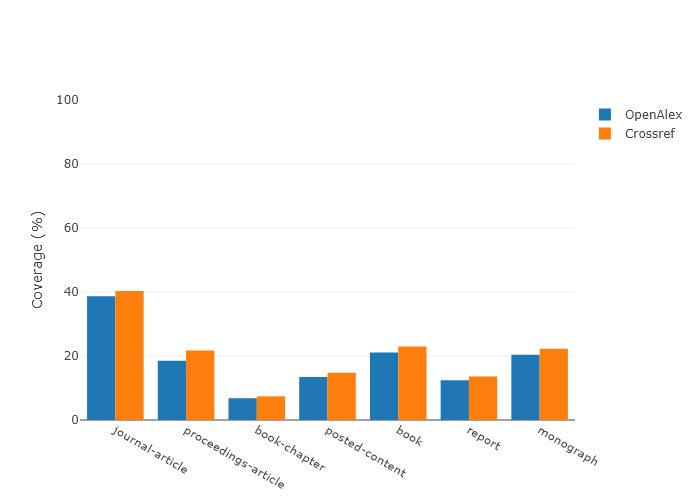 100
80
60
40
20
0
Coverage (%)
journal-article
proceedings-article
book-chapter
posted-content
book
report
monograph
OpenAlex
Crossref